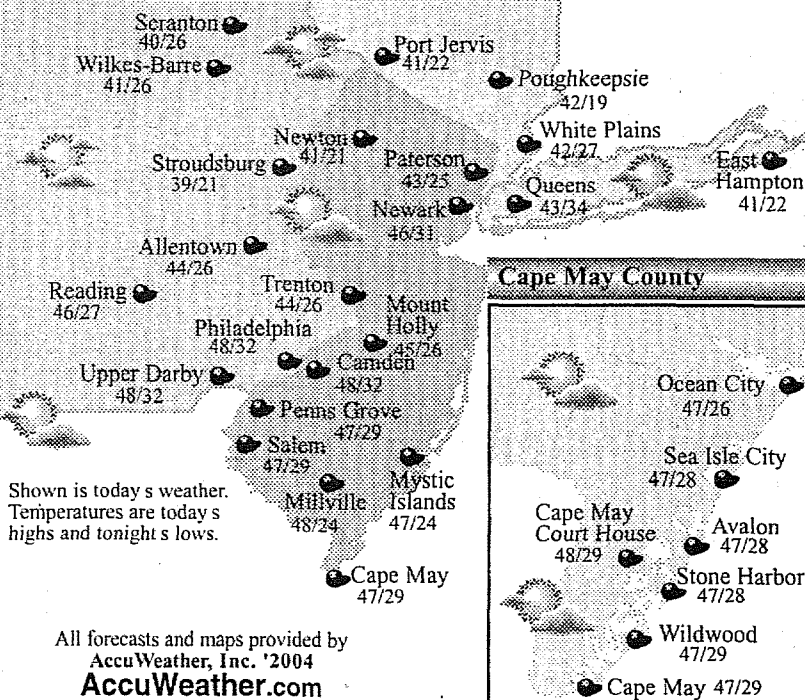 Scranton
40/26
Wilkes-Barre
41/26
Port Jervis
41/22
Poughkeepsie
42/19
Newton
41/21
White Plains
42/27
Stroudsburg
39/21
Paterson
43/25
East
Hampton
41/22
Queens
43/34
Newark
46/31
Allentown
44/26
Reading
46/27
Trenton
44/26
Mount
Holly
45/26
Philadelphia
48/32
Camden
48/32
Upper Darby
48/32
Penns Grove
47/29
Salem
47/29
Millville
48/24
Mystic
Islands
47/24
Cape May
47/29
Shown is today s weather.
Temperatures are today s
highs and tonight s lows.
All forecasts and maps provided by
AccuWeather, Inc. '2004
AccuWeather.com
Cape May County
Ocean City
47/26
Sea Isle City
47/28
Cape May
Court House
48/29
Avalon
47/28
Stone Harbor
47/28
Wildwood
47/29
Cape May 47/29